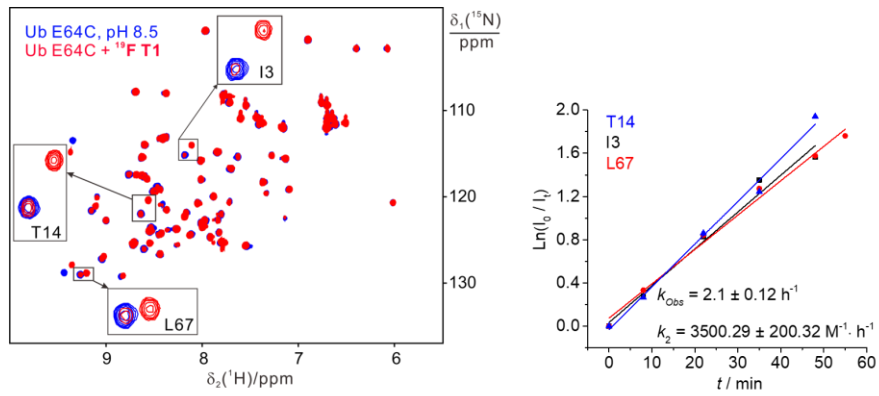 Ub E64C, pH 8.5
Ub E64C + ¹⁹F T1
I3
T14
L67
110
120
130
δ₁(¹⁵N)
/ppm
9
8
7
6
δ₂(¹H)/ppm
T14
I3
L67
2.0
1.6
1.2
0.8
0.4
0.0
Ln(I₀ / Iₜ)
k_Obs = 2.1 ± 0.12 h⁻¹
k₂ = 3500.29 ± 200.32 M⁻¹· h⁻¹
0
10
20
30
40
50
60
t / min